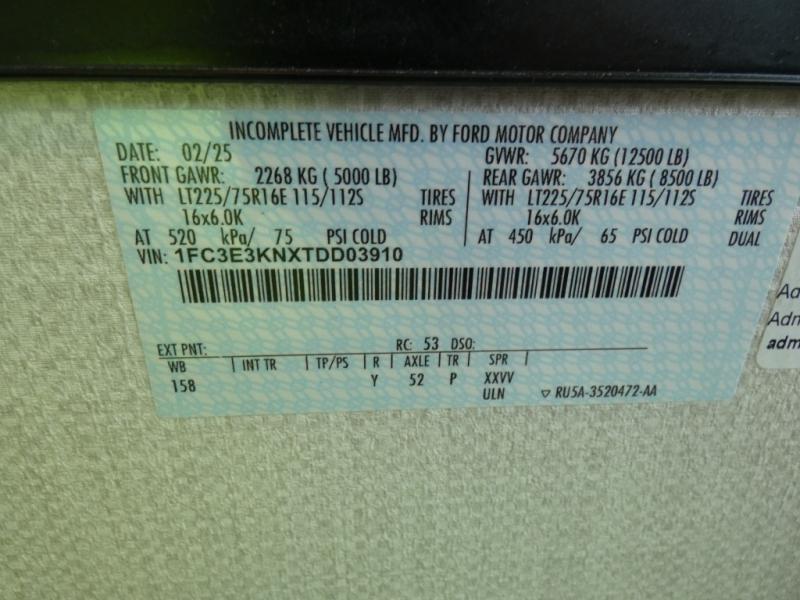 INCOMPLETE VEHICLE MFD. BY FORD MOTOR COMPANY
DATE: 02/25 GVWR: 5670 KG (12500 LB)
FRONT GAWR: 2268 KG ( 5000 LB) REAR GAWR: 3856 KG ( 8500 LB)
WITH LT225/75R16E 115/112S TIRES WITH LT225/75R16E 115/112S TIRES
16x6.0K RIMS 16x6.0K RIMS
AT 520 kPa/ 75 PSI COLD AT 450 kPa/ 65 PSI COLD DUAL
VIN: 1FC3E3KNXTDD03910
EXT PNT: RC: 53 DSO:
WB INT TR TP/PS R AXLE TR SPR
158 Y 52 P XXVV
ULN ▽ RU5A-3520472-AA
Ad
Adm
adm